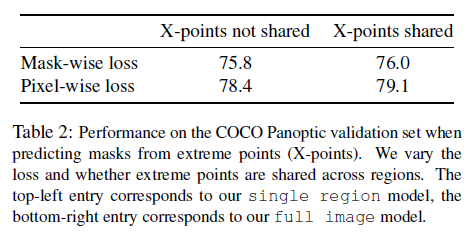 X-points not shared X-points shared
Mask-wise loss 75.8 76.0
Pixel-wise loss 78.4 79.1
Table 2: Performance on the COCO Panoptic validation set when
predicting masks from extreme points (X-points). We vary the
loss and whether extreme points are shared across regions. The
top-left entry corresponds to our single region model, the
bottom-right entry corresponds to our full image model.